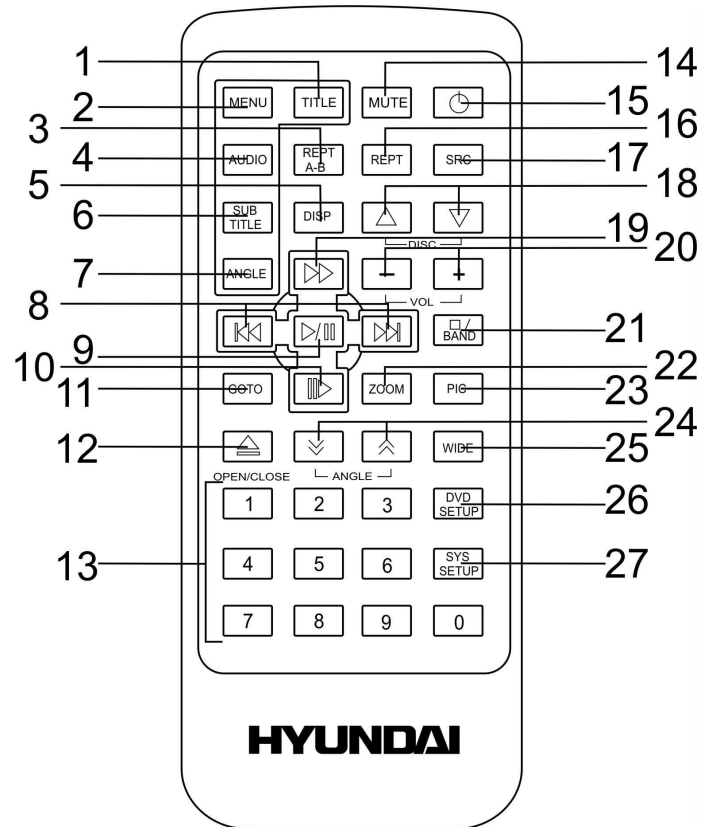 1
14
2
MENU
TITLE
MUTE
15
3
16
4
AUDIO
REPT
A-B
REPT
SRC
17
5
18
6
SUB
TITLE
DISP
DISC
19
20
7
ANGLE
-
+
VOL
8
21
BAND
9
10
22
11
GOTO
ZOOM
PIC
23
12
24
WIDE
25
OPEN/CLOSE
ANGLE
1
2
3
DVD
SETUP
26
13
4
5
6
SYS
SETUP
27
7
8
9
0
HYUNDAI